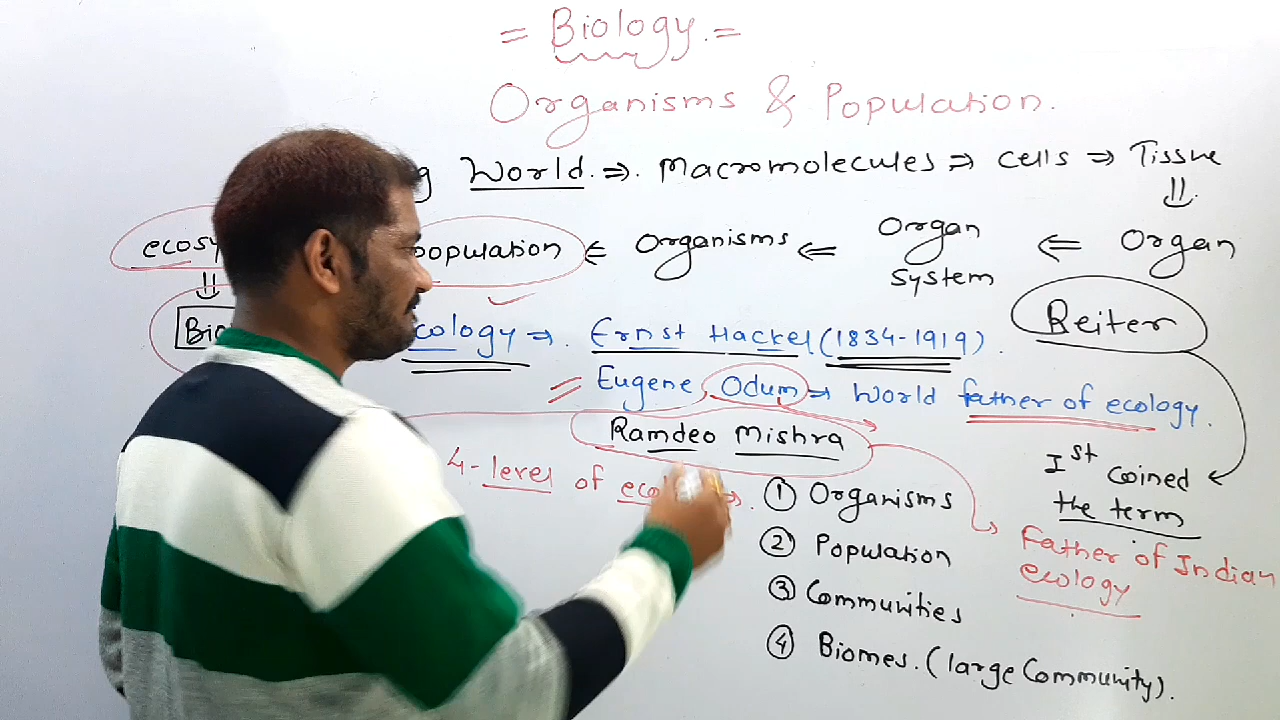 = Biology. =
Organisms & Population.
World. ⇒. Macromolecules ⇒ cells ⇒ Tissue
⇓.
population ⇐ Organisms ⇐ Organ system ⇐ Organ
⇓
Ecology ⇒. Ernst Hackel (1834-1919).
Reiter
= Eugene Odum ⇒ World father of ecology.
Ramdeo Mishra
Ist coined
the term
4-level of ⇒. ① Organisms
② Population
③ Communities
④ Biomes. (large Community).
Father of Indian
ecology